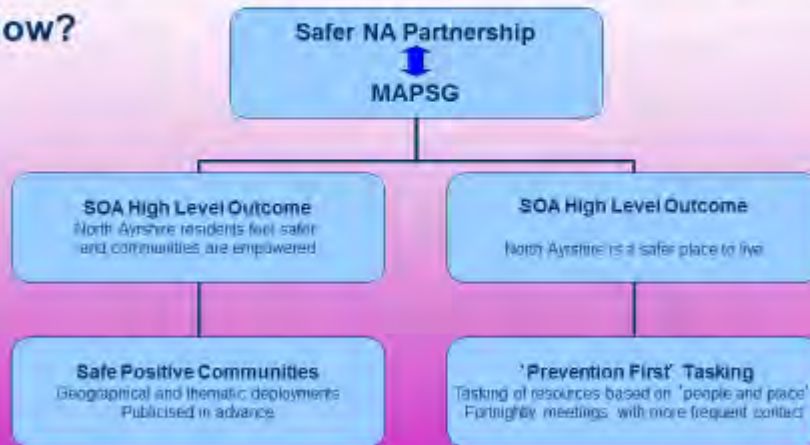 ow?
Safer NA Partnership
MAPSG
SOA High Level Outcome
North Ayrshire residents feel safer
and communities are empowered
SOA High Level Outcome
North Ayrshire is a safer place to live
Safe Positive Communities
Geographical and thematic deployments
Publicised in advance
'Prevention First' Tasking
Tasking of resources based on 'people and place'
Fortnightly meetings, with more frequent contact